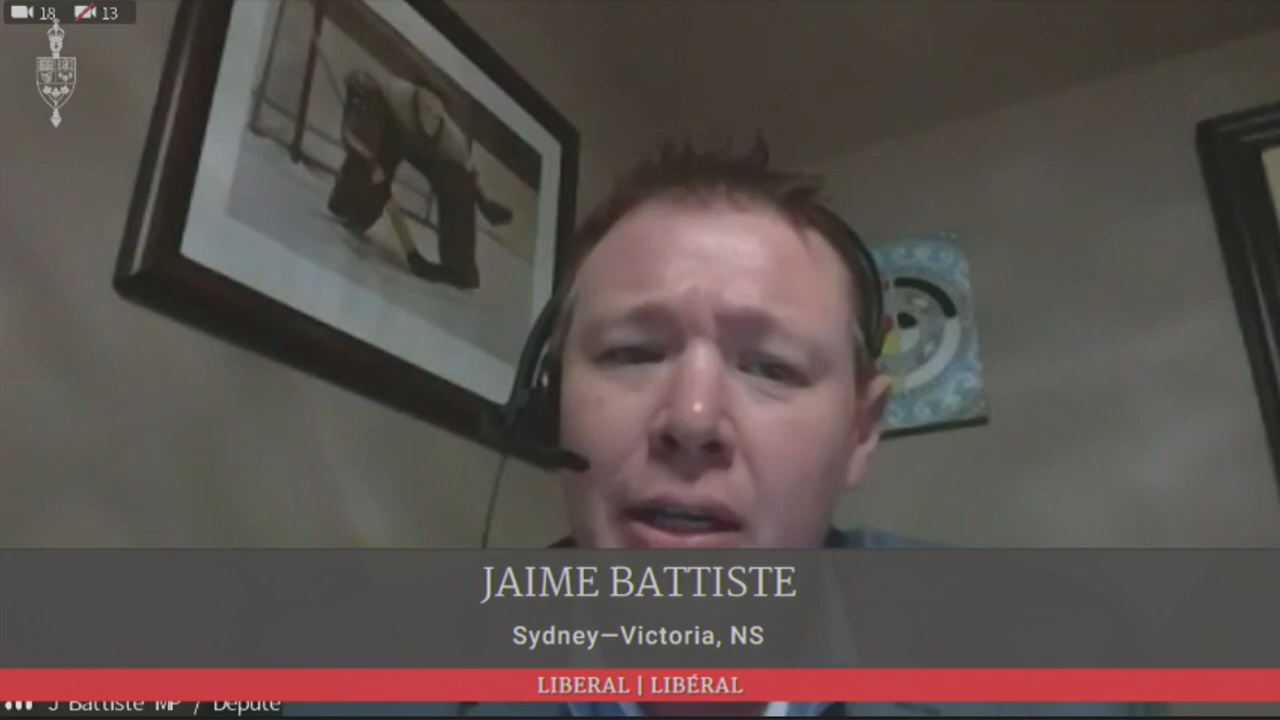 18 13
JAIME BATTISTE
Sydney—Victoria, NS
LIBERAL | LIBÉRAL
J Battiste MP / Député